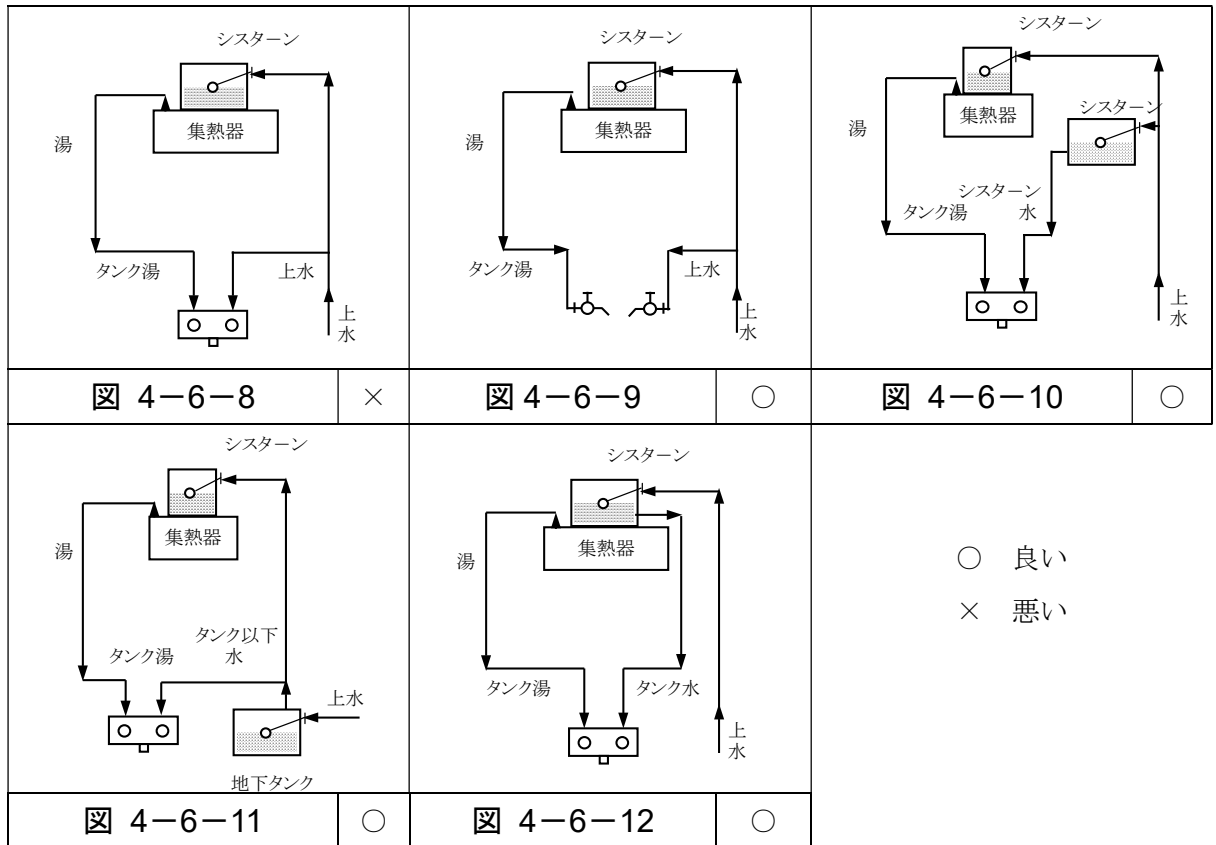 シスターン
集熱器
湯
タンク湯
上水
上
水
図 4－6－8
×
シスターン
集熱器
湯
タンク湯
上水
上
水
図 4－6－9
○
シスターン
集熱器
シスターン
湯
シスターン
水
タンク湯
上
水
図 4－6－10
○
シスターン
集熱器
湯
タンク以下
水
タンク湯
上水
地下タンク
図 4－6－11
○
シスターン
集熱器
湯
タンク湯
タンク水
上
水
図 4－6－12
○
○ 良い
× 悪い